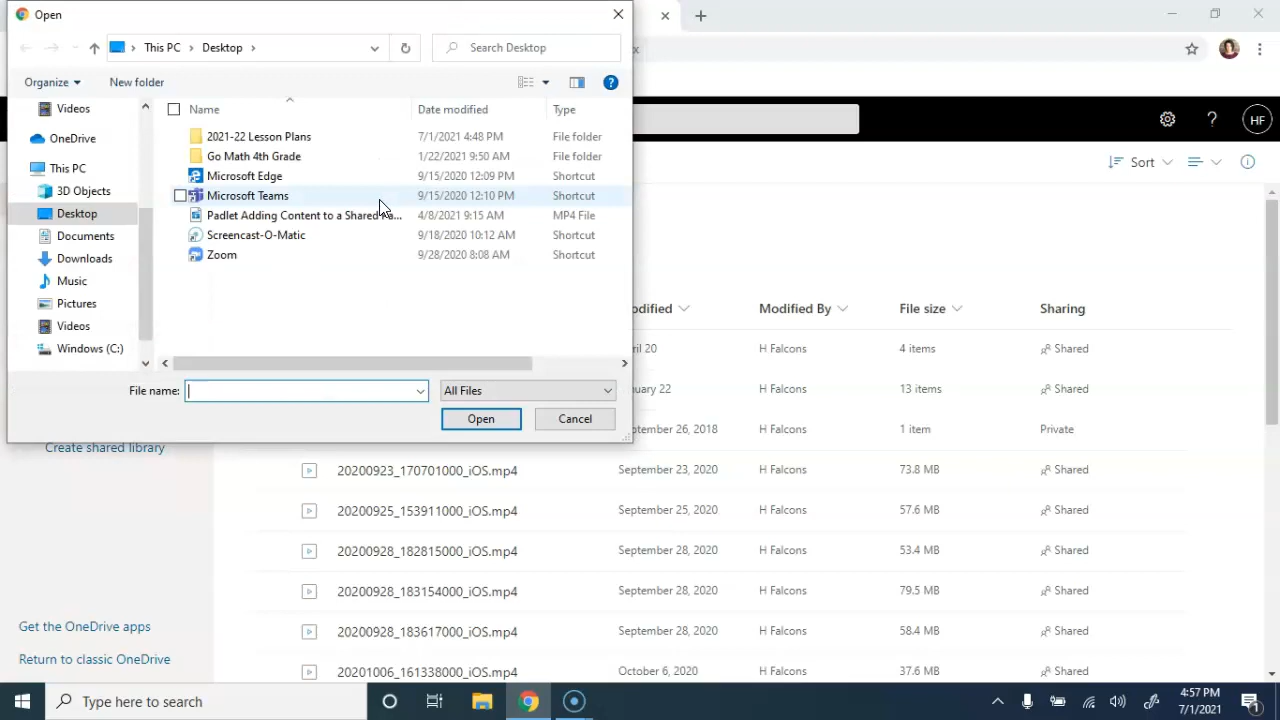 Open
This PC > Desktop >
Search Desktop
Organize
New folder
Name
Date modified
Type
Videos
OneDrive
This PC
3D Objects
Desktop
Documents
Downloads
Music
Pictures
Videos
Windows (C:)
2021-22 Lesson Plans 7/1/2021 4:48 PM File folder
Go Math 4th Grade 1/22/2021 9:50 AM File folder
Microsoft Edge 9/15/2020 12:09 PM Shortcut
Microsoft Teams 9/15/2020 12:10 PM Shortcut
Padlet Adding Content to a Shared 4/8/2021 9:15 AM MP4 File
Screencast-O-Matic 9/18/2020 10:12 AM Shortcut
Zoom 9/28/2020 8:08 AM Shortcut
File name:
All Files
Open
Cancel
HF
Sort
Modified By File size Sharing
20 H Falcons 4 items Shared
22 H Falcons 13 items Shared
26, 2018 H Falcons 1 item Private
20200923_170701000_iOS.mp4 September 23, 2020 H Falcons 73.8 MB Shared
20200925_153911000_iOS.mp4 September 25, 2020 H Falcons 57.6 MB Shared
20200928_182815000_iOS.mp4 September 28, 2020 H Falcons 53.4 MB Shared
20200928_183154000_iOS.mp4 September 28, 2020 H Falcons 79.5 MB Shared
20200928_183617000_iOS.mp4 September 28, 2020 H Falcons 58.4 MB Shared
20201006_161338000_iOS.mp4 October 6, 2020 H Falcons 37.6 MB Shared
Create shared library
Get the OneDrive apps
Return to classic OneDrive
Type here to search
4:57 PM
7/1/2021
1